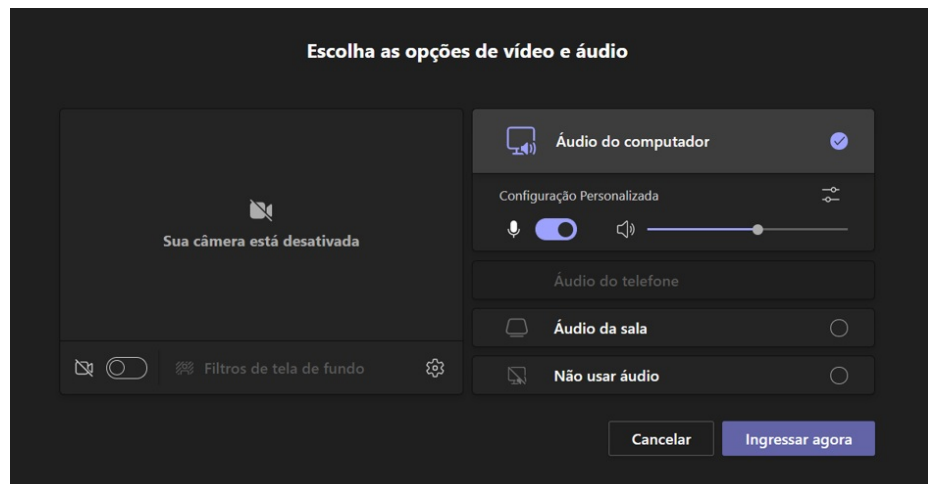 Escolha as opções de vídeo e áudio
Sua câmera está desativada
Filtros de tela de fundo
Áudio do computador
Configuração Personalizada
Áudio do telefone
Áudio da sala
Não usar áudio
Cancelar
Ingressar agora